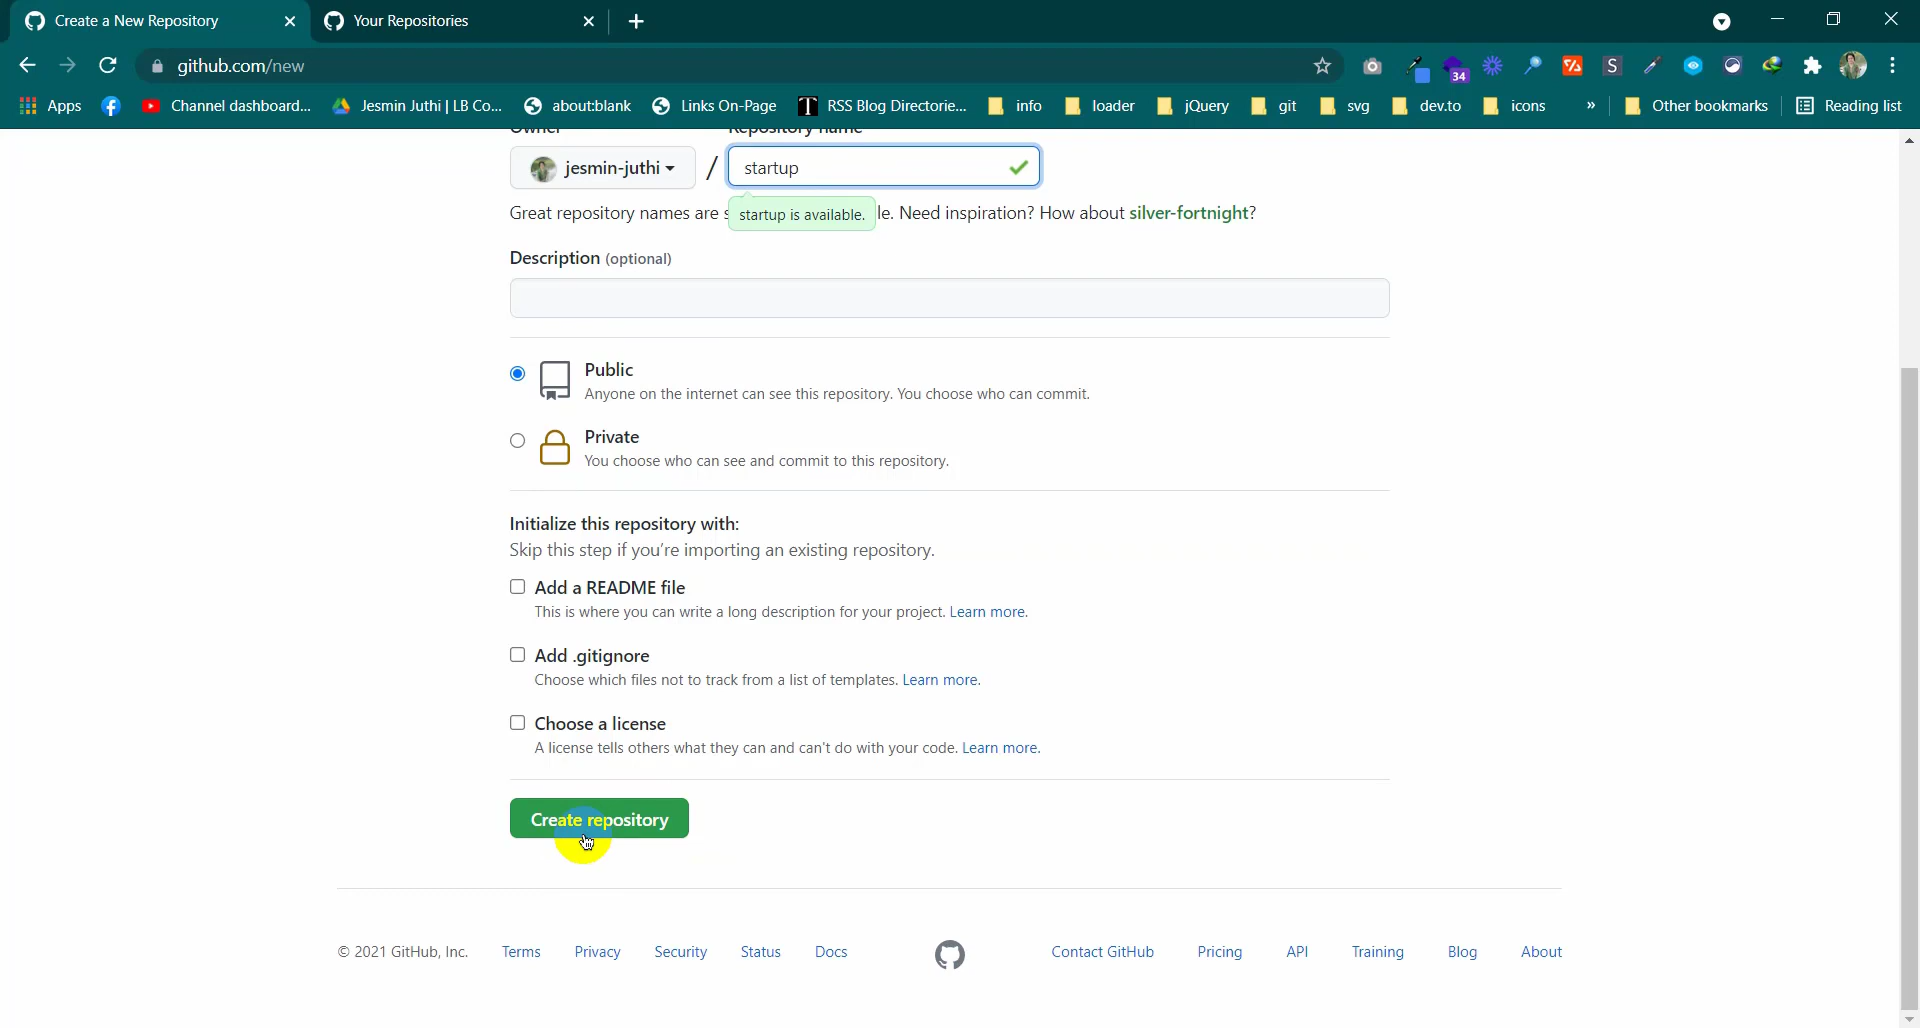 Create a New Repository
Your Repositories
github.com/new
34
S
Apps
Channel dashboard...
Jesmin Juthi | LB Co...
about:blank
Links On-Page
T
RSS Blog Directorie...
info
loader
jQuery
git
svg
dev.to
icons
»
Other bookmarks
Reading list
Owner
Repository name
jesmin-juthi
/
startup
Great repository names are s
startup is available.
le. Need inspiration? How about silver-fortnight?
Description (optional)
Public
Anyone on the internet can see this repository. You choose who can commit.
Private
You choose who can see and commit to this repository.
Initialize this repository with:
Skip this step if you're importing an existing repository.
Add a README file
This is where you can write a long description for your project. Learn more.
Add .gitignore
Choose which files not to track from a list of templates. Learn more.
Choose a license
A license tells others what they can and can't do with your code. Learn more.
Create repository
© 2021 GitHub, Inc.
Terms
Privacy
Security
Status
Docs
Contact GitHub
Pricing
API
Training
Blog
About